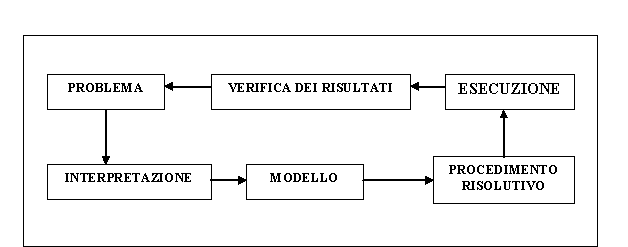 PROBLEMA
VERIFICA DEI RISULTATI
ESECUZIONE
INTERPRETAZIONE
MODELLO
PROCEDIMENTO
RISOLUTIVO